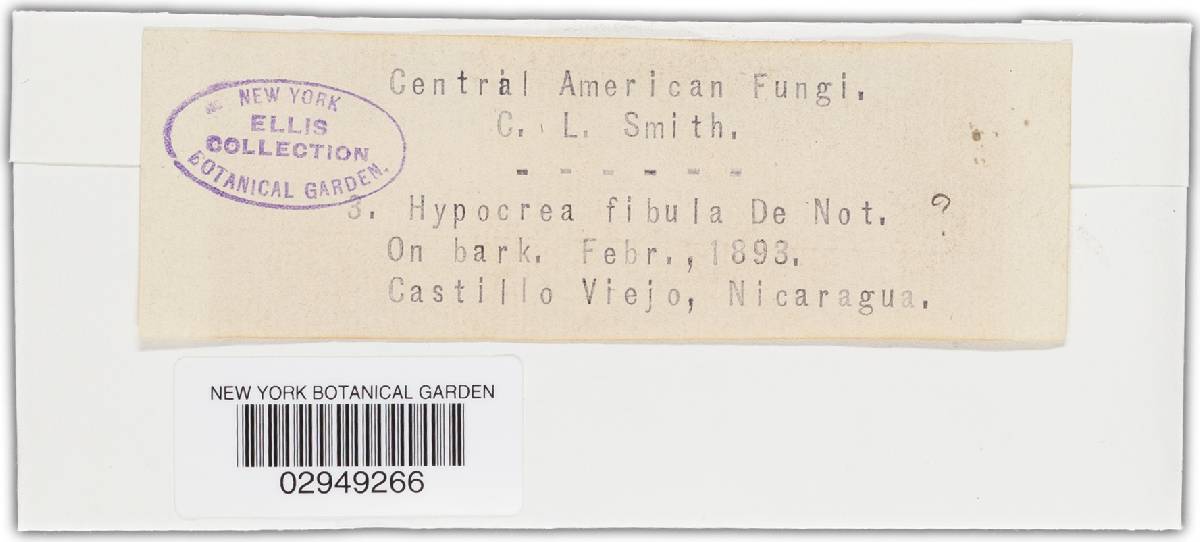 Central American Fungi.
C. L. Smith.
- - - - - -
NEW YORK
ELLIS
COLLECTION
BOTANICAL GARDEN.
3. Hypocrea fibula De Not. ?
On bark. Febr., 1893.
Castillo Viejo, Nicaragua.
NEW YORK BOTANICAL GARDEN
02949266